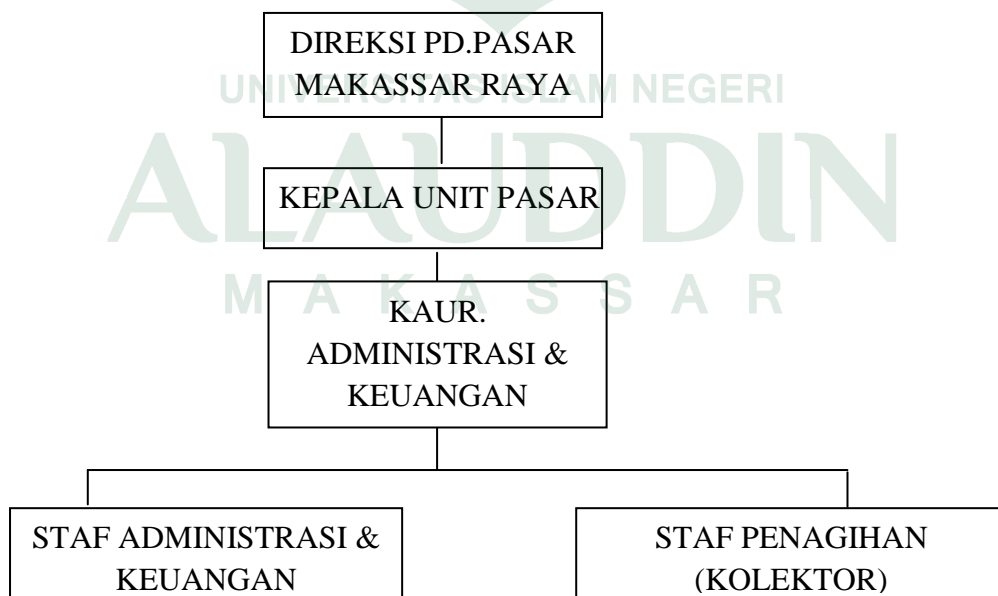 DIREKSI PD.PASAR
MAKASSAR RAYA
UNIVERSITAS ISLAM NEGERI
ALAUDDIN
KEPALA UNIT PASAR
MAKASSAR
KAUR.
ADMINISTRASI &
KEUANGAN
STAF ADMINISTRASI &
KEUANGAN
STAF PENAGIHAN
(KOLEKTOR)